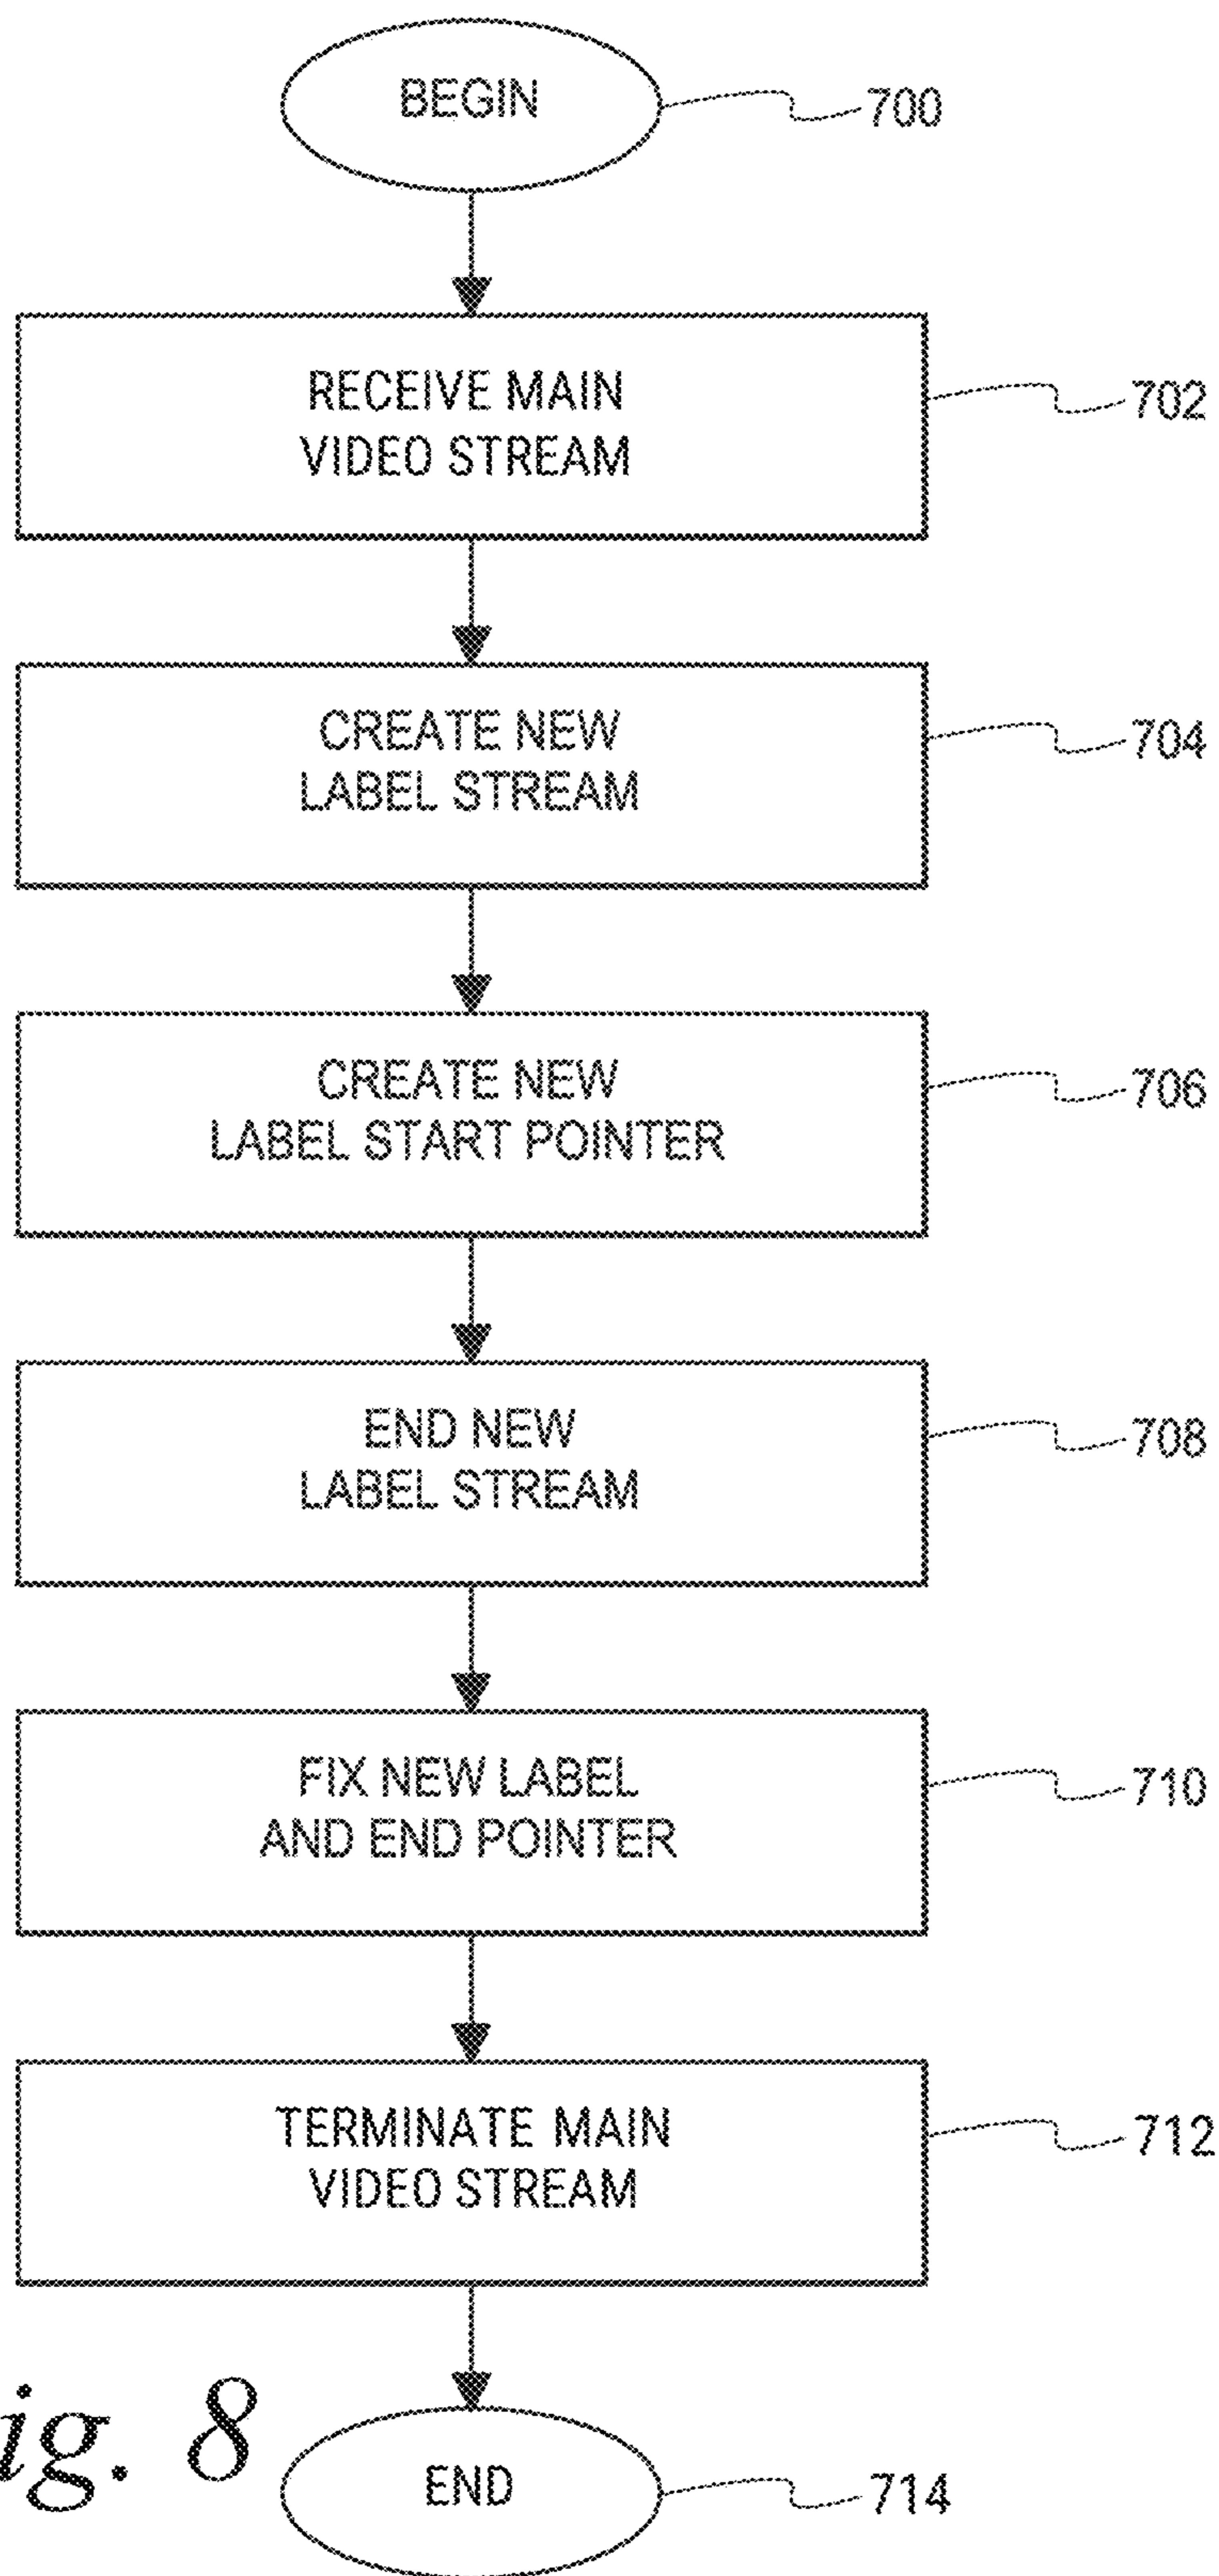 BEGIN
700
RECEIVE MAIN
VIDEO STREAM
702
CREATE NEW
LABEL STREAM
704
CREATE NEW
LABEL START POINTER
706
END NEW
LABEL STREAM
708
FIX NEW LABEL
AND END POINTER
710
TERMINATE MAIN
VIDEO STREAM
712
ig. 8
END
714